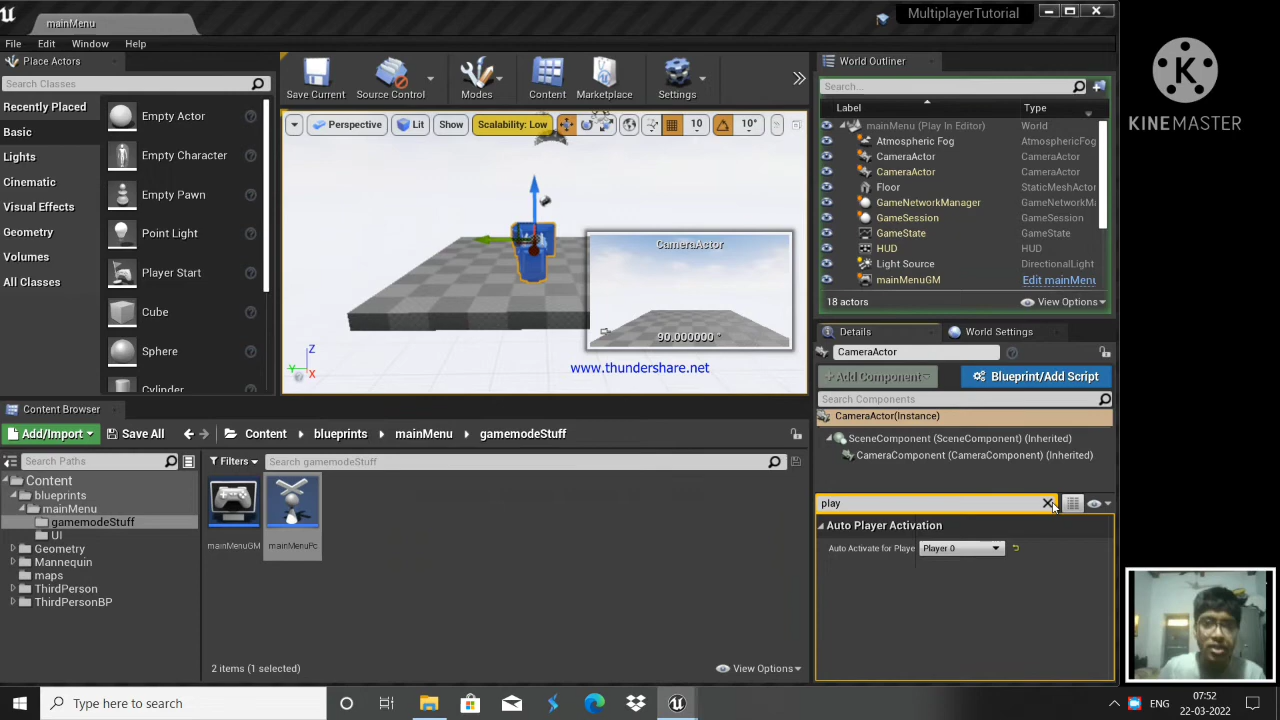 mainMenu
MultiplayerTutorial
File Edit Window Help
Place Actors
Search Classes
Recently Placed
Basic
Lights
Cinematic
Visual Effects
Geometry
Volumes
All Classes
Empty Actor
Empty Character
Empty Pawn
Point Light
Player Start
Cube
Sphere
Cylinder
Save Current
Source Control
Modes
Content
Marketplace
Settings
Perspective
Lit
Show
Scalability: Low
10
10°
CameraActor
90.000000 °
www.thundershare.net
Z
Y
X
World Outliner
Search...
Label Type
mainMenu (Play In Editor) World
Atmospheric Fog AtmosphericFog
CameraActor CameraActor
CameraActor CameraActor
Floor StaticMeshActor
GameNetworkManager GameNetworkMa
GameSession GameSession
GameState GameState
HUD HUD
Light Source DirectionalLight
mainMenuGM Edit mainMenu
18 actors
View Options
Details
World Settings
CameraActor
Add Component
Blueprint/Add Script
Search Components
CameraActor(Instance)
SceneComponent (SceneComponent) (Inherited)
CameraComponent (CameraComponent) (Inherited)
play
Auto Player Activation
Auto Activate for Playe
Player 0
Content Browser
Add/Import
Save All
Content
blueprints
mainMenu
gamemodeStuff
Search Paths
Filters
Search gamemodeStuff
Content
blueprints
mainMenu
gamemodeStuff
UI
Geometry
Mannequin
maps
ThirdPerson
ThirdPersonBP
mainMenuGM
mainMenuPc
2 items (1 selected)
View Options
Type here to search
ENG
07:52
22-03-2022
K
KINEMASTER